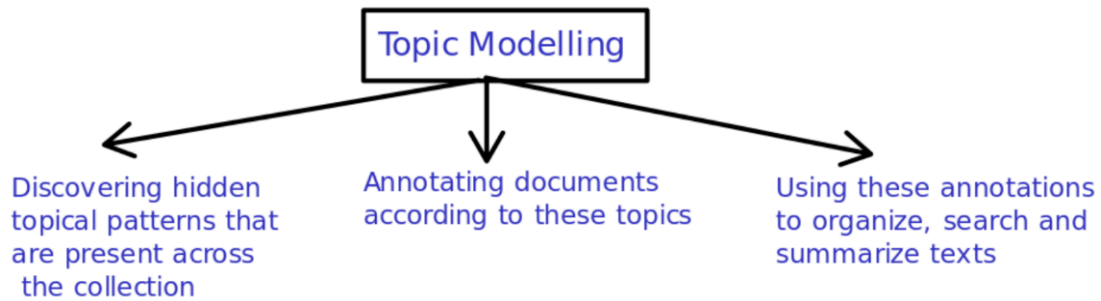 Topic Modelling
Discovering hidden
topical patterns that
are present across
the collection
Annotating documents
according to these topics
Using these annotations
to organize, search and
summarize texts